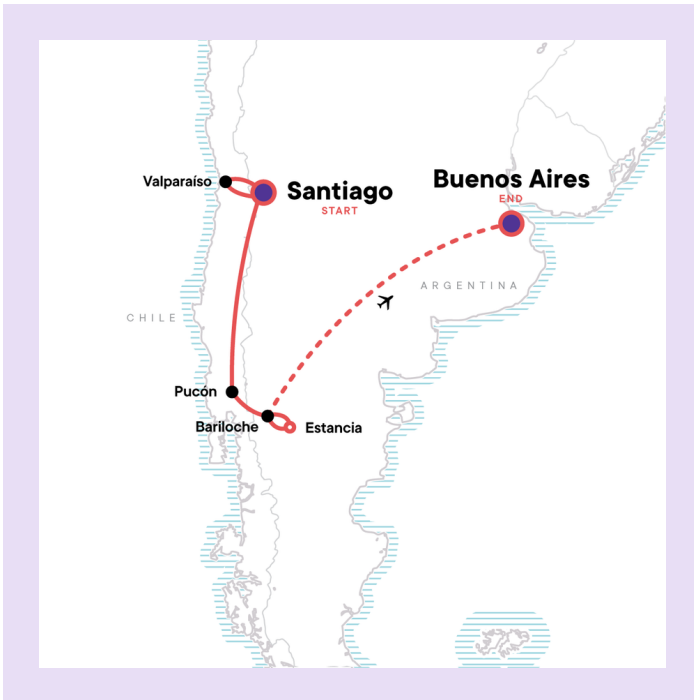 Buenos Aires
END
Valparaíso
Santiago
START
ARGENTINA
CHILE
Pucón
Bariloche
Estancia